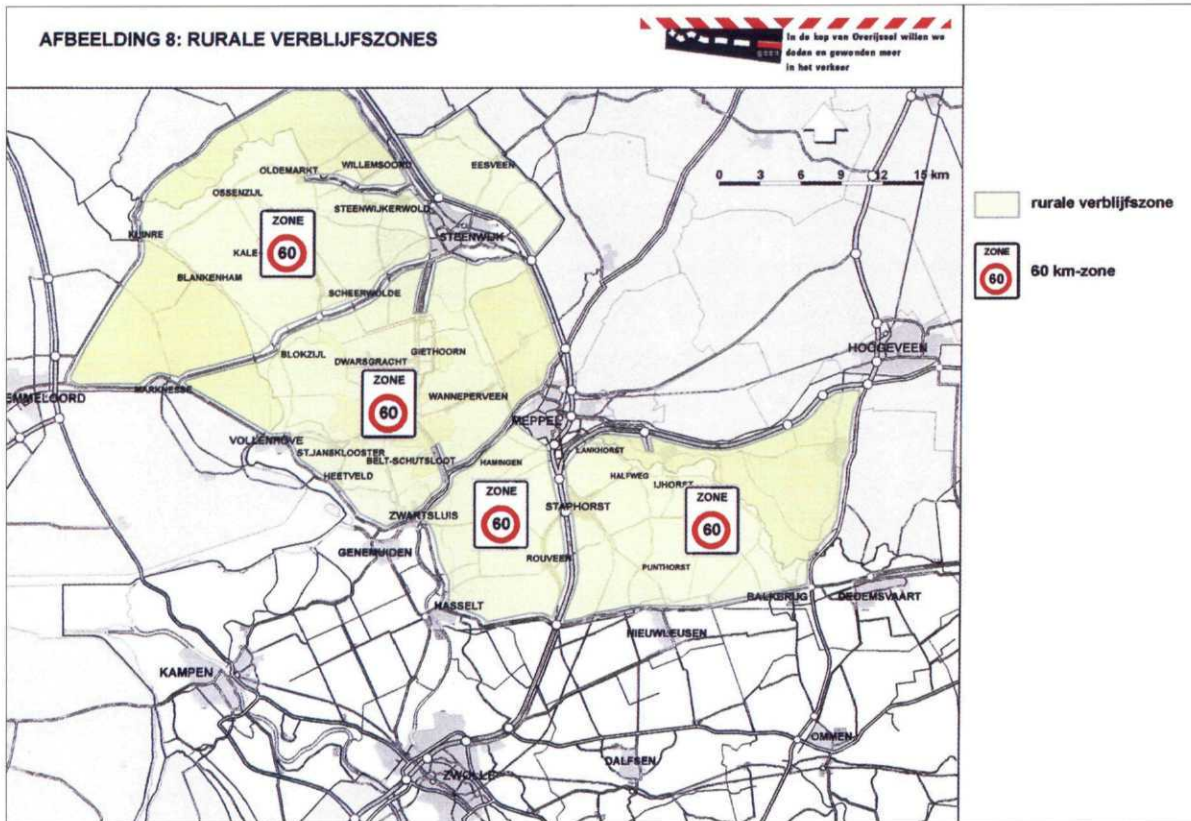 AFBEELDING 8: RURALE VERBLIJFSZONES
In de kop van Overijssel willen we
doden en gewonden meer
in het verkeer
EESVEEN
WILLEMSOORD
OLDEMARKT
0 3 6 9 12 15 km
OSSENZIJL
STEENWIJKERWOLD
rurale verblijfszone
ZONE
60
KUINRE
STEENWIJK
KALE
ZONE
60
60 km-zone
BLANKENHAM
SCHEERWOLDE
HOOGEVEEN
GIETHOORN
BLOKZIJL
DWARSGRACHT
ZONE
60
MARKNESSE
WANNEPERVEEN
EMMELOORD
MEPPEL
VOLLENHOVE
ST.JANSKLOOSTER
LANKHORST
BELT-SCHUTSLOOT
HAMINGEN
HEETVELD
HALFWEG
IJHORST
ZONE
60
ZONE
60
STAPHORST
ZWARTSLUIS
GENEMUIDEN
ROUVEEN
PUNTHORST
BALKBRUG
DEDEMSVAART
HASSELT
NIEUWLEUSEN
KAMPEN
OMMEN
DALFSEN
ZWOLLE